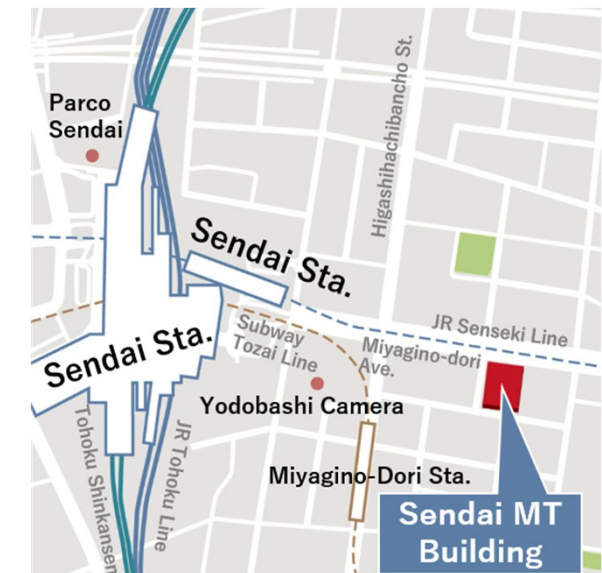 Parco
Sendai
Higashihachibancho St.
Sendai Sta.
JR Senseki Line
Miyagino-dori
Ave.
Subway
Tozai Line
Sendai Sta.
Yodobashi Camera
Tohoku Shinkansen
JR Tohoku Line
Miyagino-Dori Sta.
Sendai MT
Building